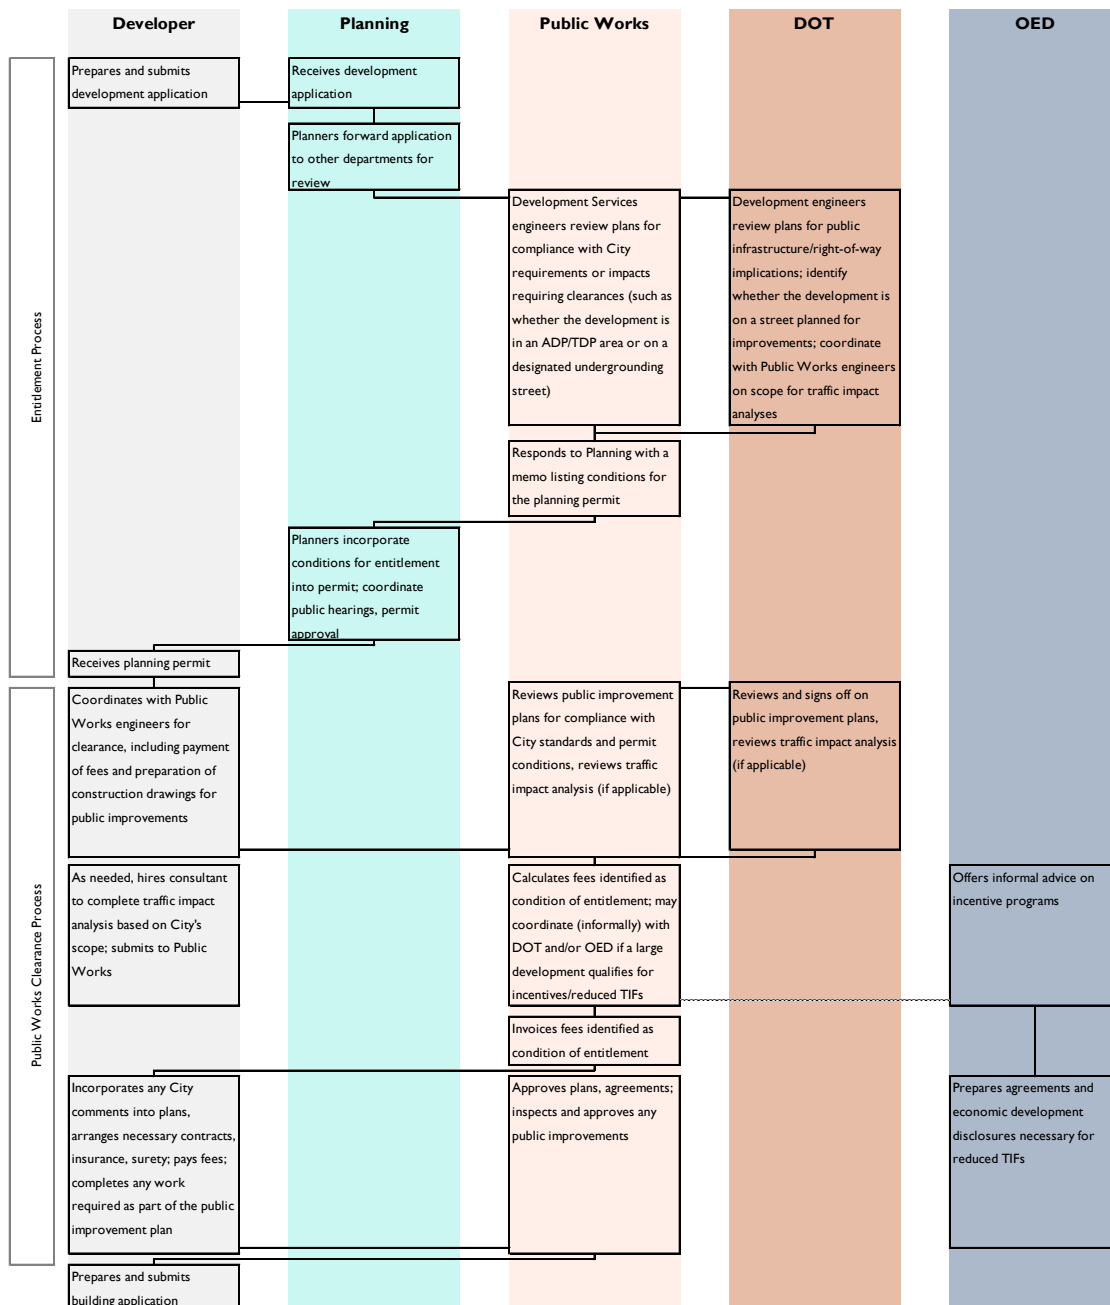 Developer
Planning
Public Works
DOT
OED
Entitlement Process
Prepares and submits
development application
Receives development
application
Planners forward application
to other departments for
review
Development Services
engineers review plans for
compliance with City
requirements or impacts
requiring clearances (such as
whether the development is
in an ADP/TDP area or on a
designated undergrounding
street)
Development engineers
review plans for public
infrastructure/right-of-way
implications; identify
whether the development is
on a street planned for
improvements; coordinate
with Public Works engineers
on scope for traffic impact
analyses
Responds to Planning with a
memo listing conditions for
the planning permit
Planners incorporate
conditions for entitlement
into permit; coordinate
public hearings, permit
approval
Receives planning permit
Public Works Clearance Process
Coordinates with Public
Works engineers for
clearance, including payment
of fees and preparation of
construction drawings for
public improvements
Reviews public improvement
plans for compliance with
City standards and permit
conditions, reviews traffic
impact analysis (if applicable)
Reviews and signs off on
public improvement plans,
reviews traffic impact analysis
(if applicable)
As needed, hires consultant
to complete traffic impact
analysis based on City's
scope; submits to Public
Works
Calculates fees identified as
condition of entitlement; may
coordinate (informally) with
DOT and/or OED if a large
development qualifies for
incentives/reduced TIFs
Offers informal advice on
incentive programs
Invoices fees identified as
condition of entitlement
Incorporates any City
comments into plans,
arranges necessary contracts,
insurance, surety; pays fees;
completes any work
required as part of the public
improvement plan
Approves plans, agreements;
inspects and approves any
public improvements
Prepares agreements and
economic development
disclosures necessary for
reduced TIFs
Prepares and submits
building application